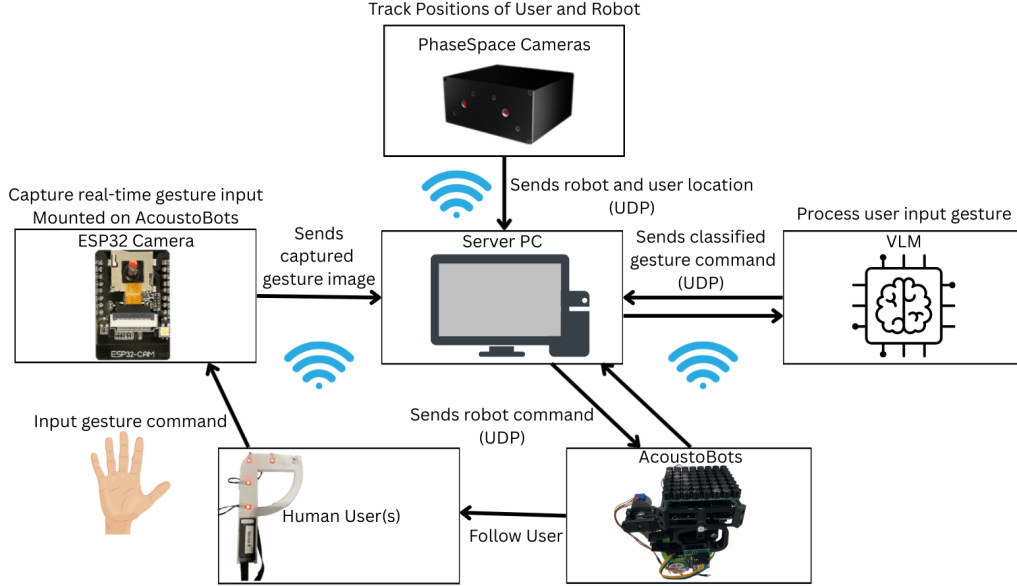 Track Positions of User and Robot
PhaseSpace Cameras
Sends robot and user location
(UDP)
Capture real-time gesture input
Mounted on AcoustoBots
ESP32 Camera
ESP32-CAM
Sends
captured
gesture image
Server PC
Sends classified
gesture command
(UDP)
Process user input gesture
VLM
Input gesture command
Sends robot command
(UDP)
Human User(s)
Follow User
AcoustoBots